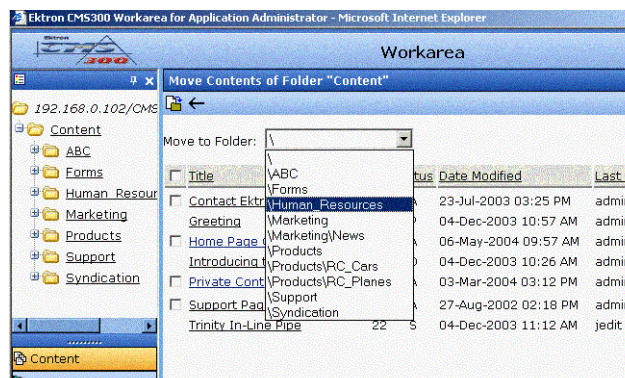 Ektron CMS300 Workarea for Application Administrator - Microsoft Internet Explorer
Ektron
CMS
300
Workarea
Move Contents of Folder "Content"
192.168.0.102/CMS
Content
ABC
Forms
Human Resour
Marketing
Products
Support
Syndication
Content
Move to Folder: \
\
\ABC
\Forms
\Human_Resources
\Marketing
\Marketing\News
\Products
\Products\RC_Cars
\Products\RC_Planes
\Support
\Syndication
Title tus Date Modified Last
Contact Ektr 23-Jul-2003 03:25 PM admi
Greeting 04-Dec-2003 10:57 AM admi
Home Page 06-May-2004 09:57 AM admi
Introducing 04-Dec-2003 10:26 AM admi
Private Cont 03-Mar-2004 03:12 PM admi
Support Pag 27-Aug-2002 02:18 PM admi
Trinity In-Line Pipe 22 S 04-Dec-2003 11:12 AM jedit